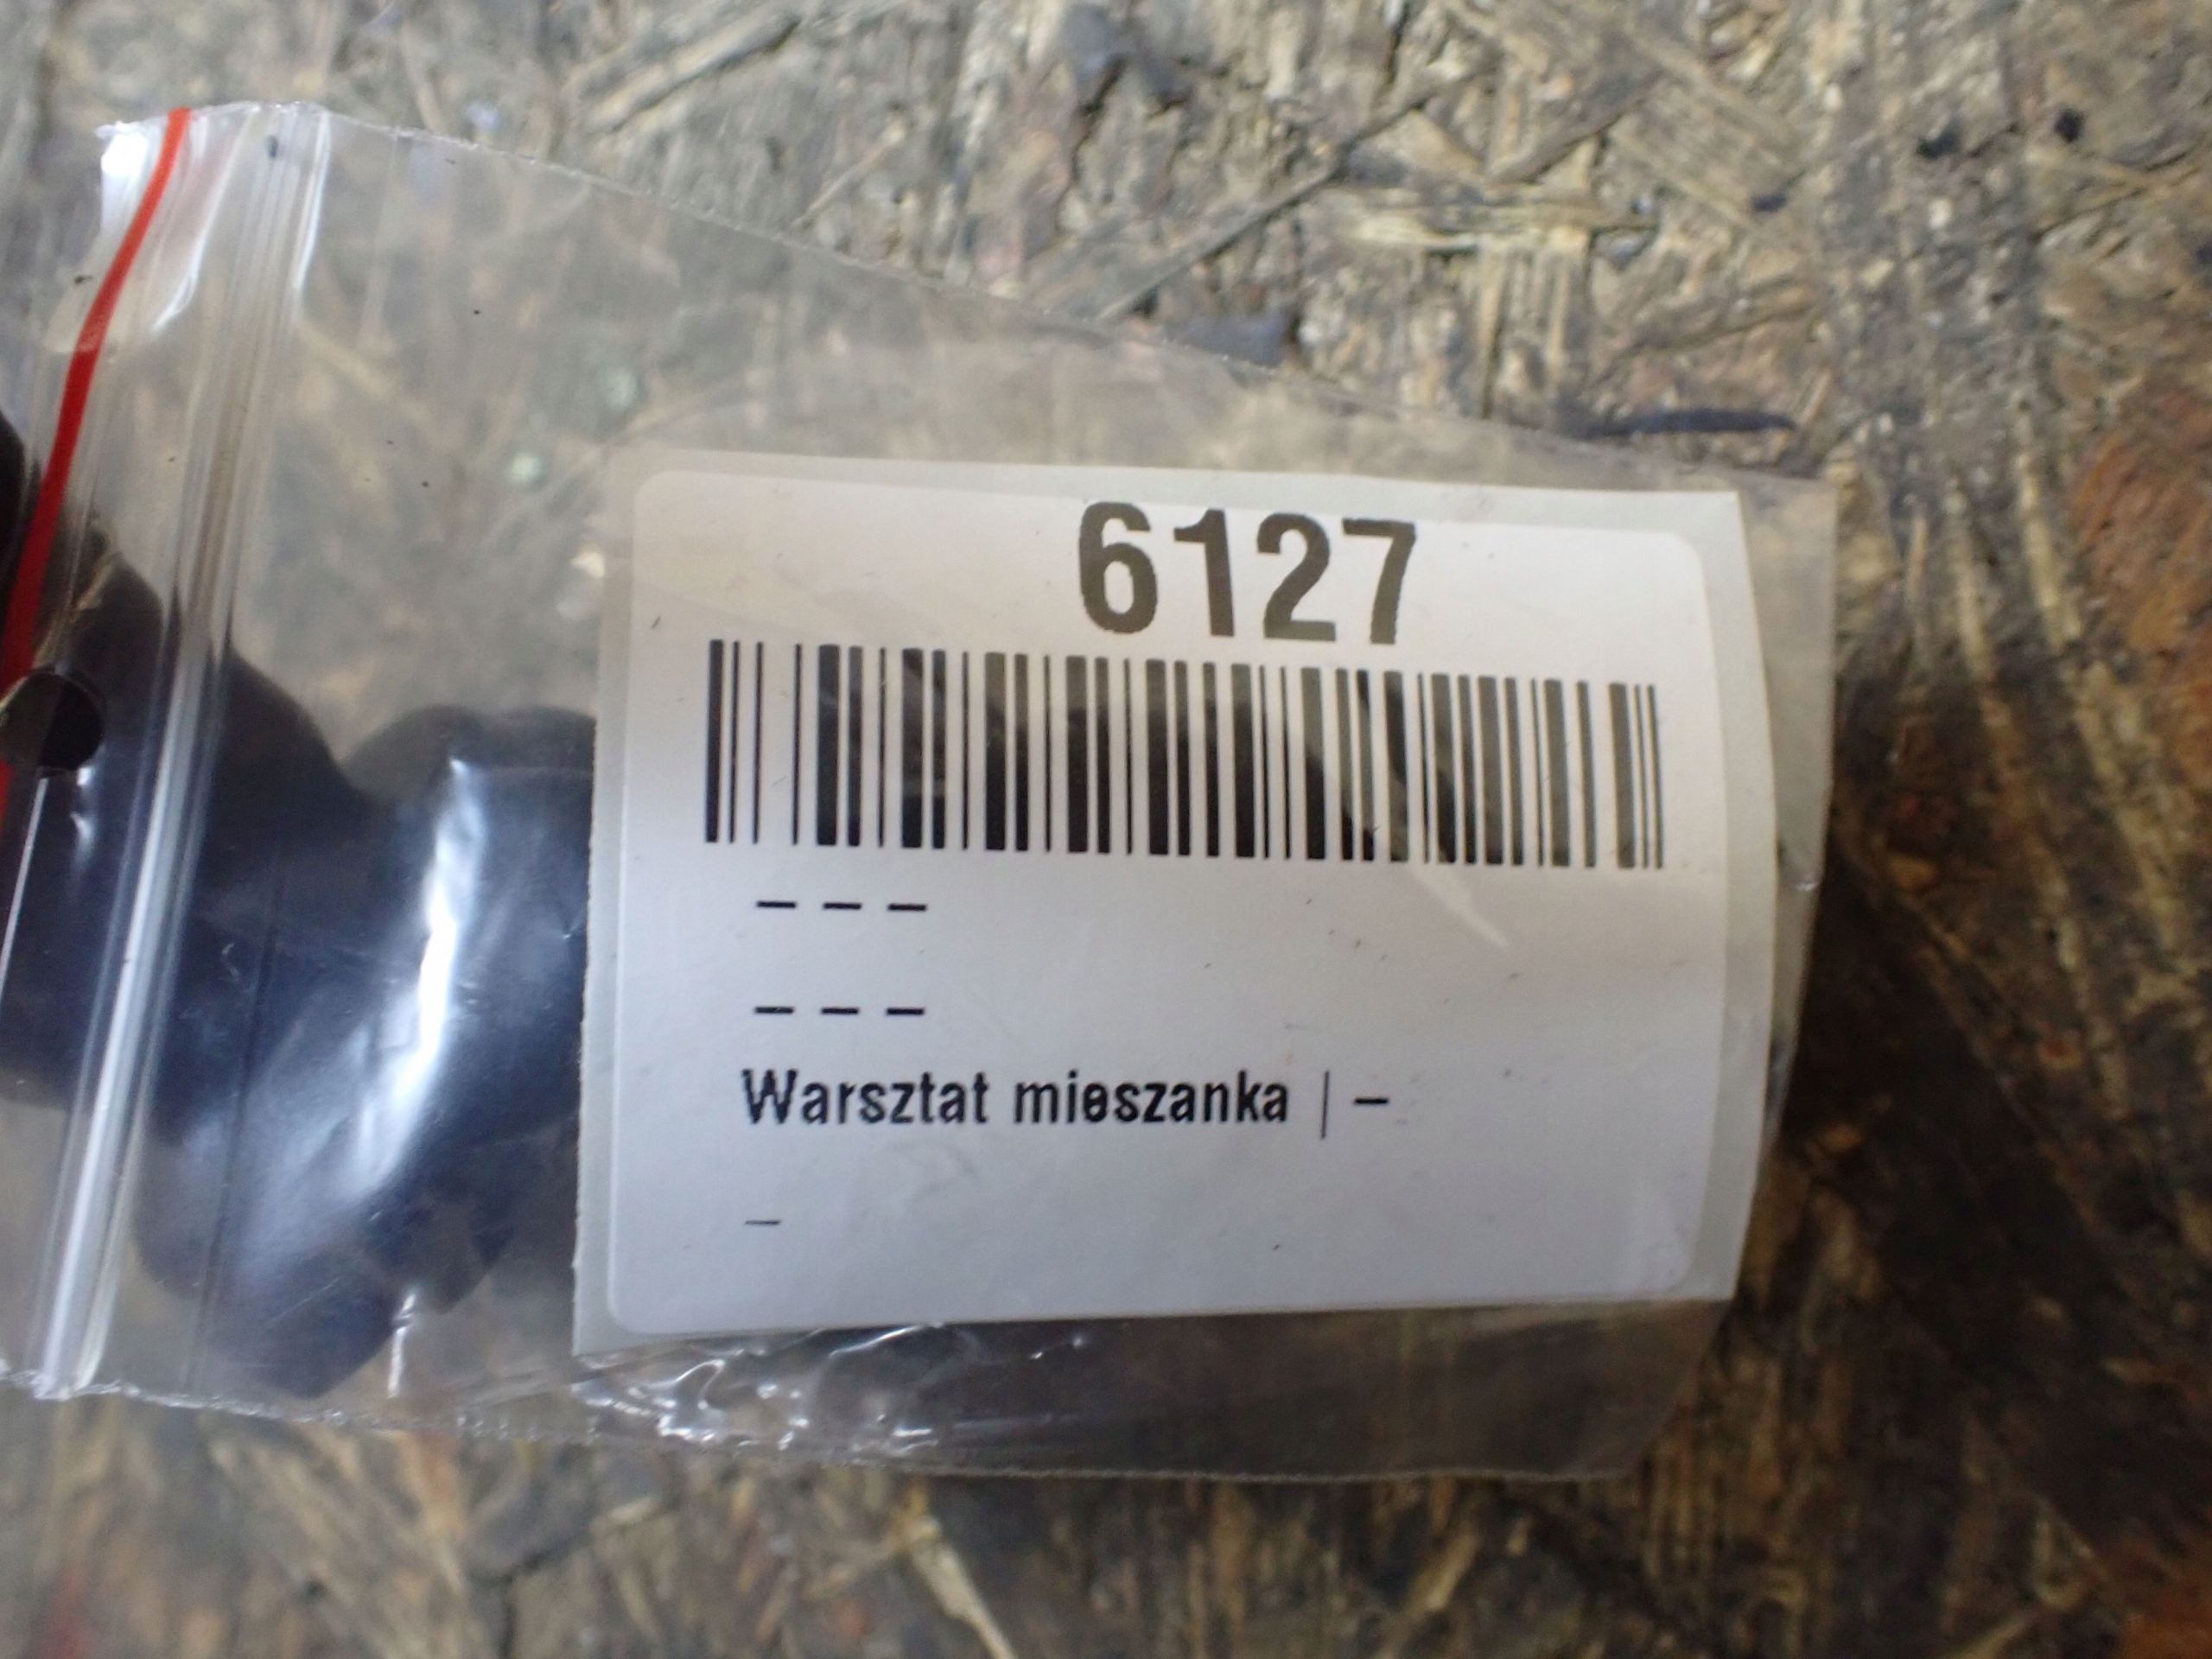 6127
– – –
– – –
Warsztat mieszanka | –
–